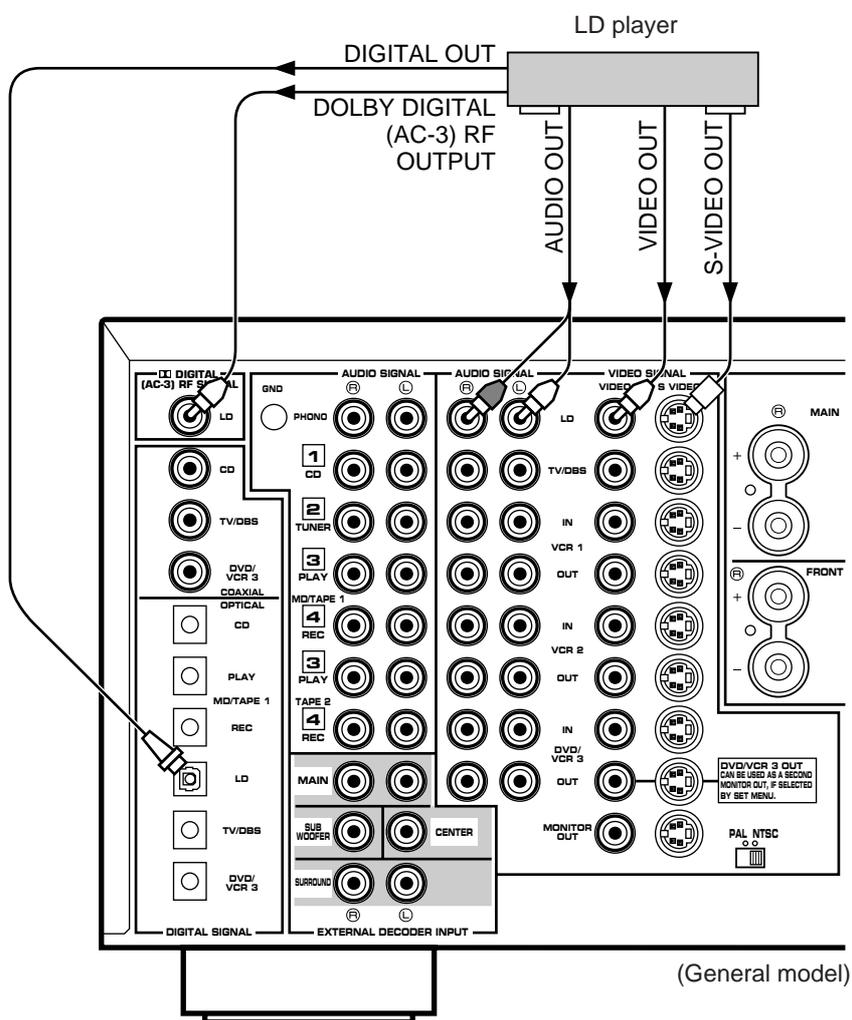 LD player
DIGITAL OUT
DOLBY DIGITAL
(AC-3) RF
OUTPUT
AUDIO OUT
VIDEO OUT
S-VIDEO OUT
DIGITAL
(AC-3) RF SIGNAL
LD
CD
TV/DBS
DVD/
VCR 3
COAXIAL
OPTICAL
CD
PLAY
MD/TAPE 1
REC
LD
TV/DBS
DVD/
VCR 3
DIGITAL SIGNAL
AUDIO SIGNAL
R L
GND
PHONO
1
CD
2
TUNER
3
PLAY
MD/TAPE 1
4
REC
3
PLAY
TAPE 2
4
REC
MAIN
SUB
WOOFER
CENTER
SURROUND
R L
EXTERNAL DECODER INPUT
AUDIO SIGNAL
R L
VIDEO SIGNAL
VIDEO S VIDEO
LD
TV/DBS
IN
VCR 1
OUT
IN
VCR 2
OUT
IN
DVD/
VCR 3
OUT
MONITOR
OUT
DVD/VCR 3 OUT
CAN BE USED AS A SECOND
MONITOR OUT, IF SELECTED
BY SET MENU.
PAL NTSC
R MAIN
+
–
R FRONT
+
–
(General model)